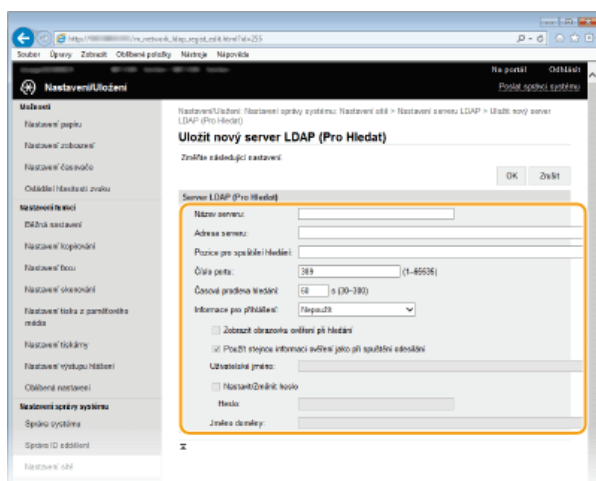 Soubor Úpravy Zobrazit Oblíbené položky Nástroje Nápověda
Na portál Odhlásit
Nastavení/Uložení
Poslat správci systému
Možnosti
Nastavení papíru
Nastavení zobrazení
Nastavení časovače
Ovládání hlasitosti zvuku
Nastavení funkcí
Běžná nastavení
Nastavení kopírování
Nastavení faxu
Nastavení skenování
Nastavení tisku z paměťového
média
Nastavení tiskárny
Nastavení výstupu hlášení
Oblíbená nastavení
Nastavení správy systému
Správa systému
Správa ID oddělení
Nastavení sítě
Nastavení/Uložení: Nastavení správy systému: Nastavení sítě > Nastavení serveru LDAP > Uložit nový server
LDAP (Pro Hledat)
Uložit nový server LDAP (Pro Hledat)
Změňte následující nastavení
OK Zrušit
Server LDAP (Pro Hledat)
Název serveru:
Adresa serveru:
Pozice pro spuštění hledání:
Číslo portu: 389 (1-65535)
Časová prodleva hledání: 60 s (30-300)
Informace pro přihlášení: Nepoužít
Zobrazit obrazovku ověření při hledání
Použít stejnou informaci ověření jako při spuštění odesílání
Uživatelské jméno:
Nastavit/Změnit heslo
Heslo:
Jméno domény: